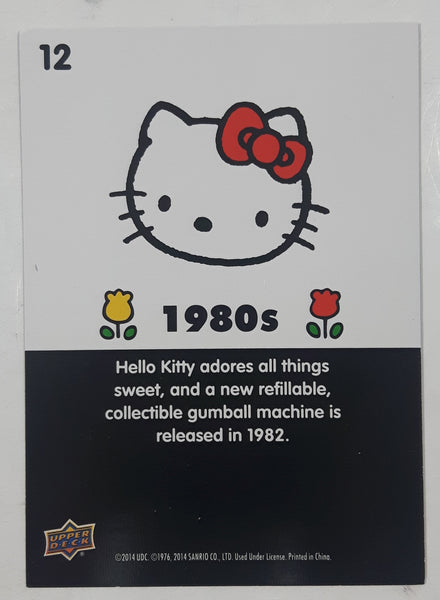 12
1980s
Hello Kitty adores all things
sweet, and a new refillable,
collectible gumball machine is
released in 1982.
UPPER
DECK
©2014 UDC. ©1976, 2014 SANRIO CO., LTD. Used Under License. Printed in China.